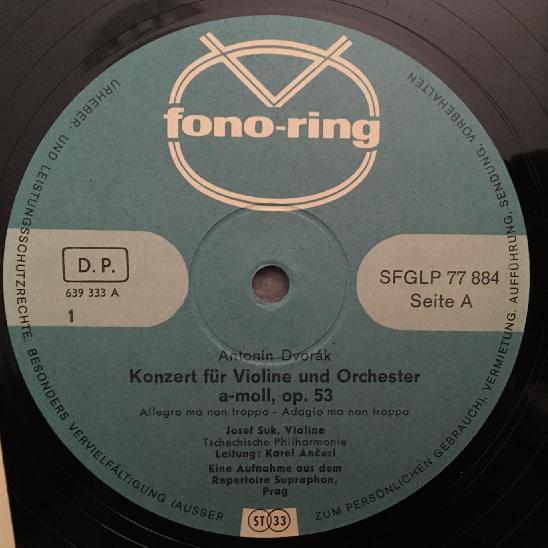 fono-ring
D. P.
639 333 A
1
SFGLP 77 884
Seite A
Antonín Dvořák
Konzert für Violine und Orchester
a-moll, op. 53
Allegro ma non troppo - Adagio ma non troppo
Josef Suk, Violine
Tschechische Philharmonie
Leitung: Karel Ančerl
Eine Aufnahme aus dem
Repertoire Supraphon,
Prag
ST 33
URHEBER- UND LEISTUNGSSCHUTZRECHTE. BESONDERS VERVIELFÄLTIGUNG (AUSSER ZUM PERSÖNLICHEN GEBRAUCH), VERMIETUNG, AUFFÜHRUNG, SENDUNG, VORBEHALTEN